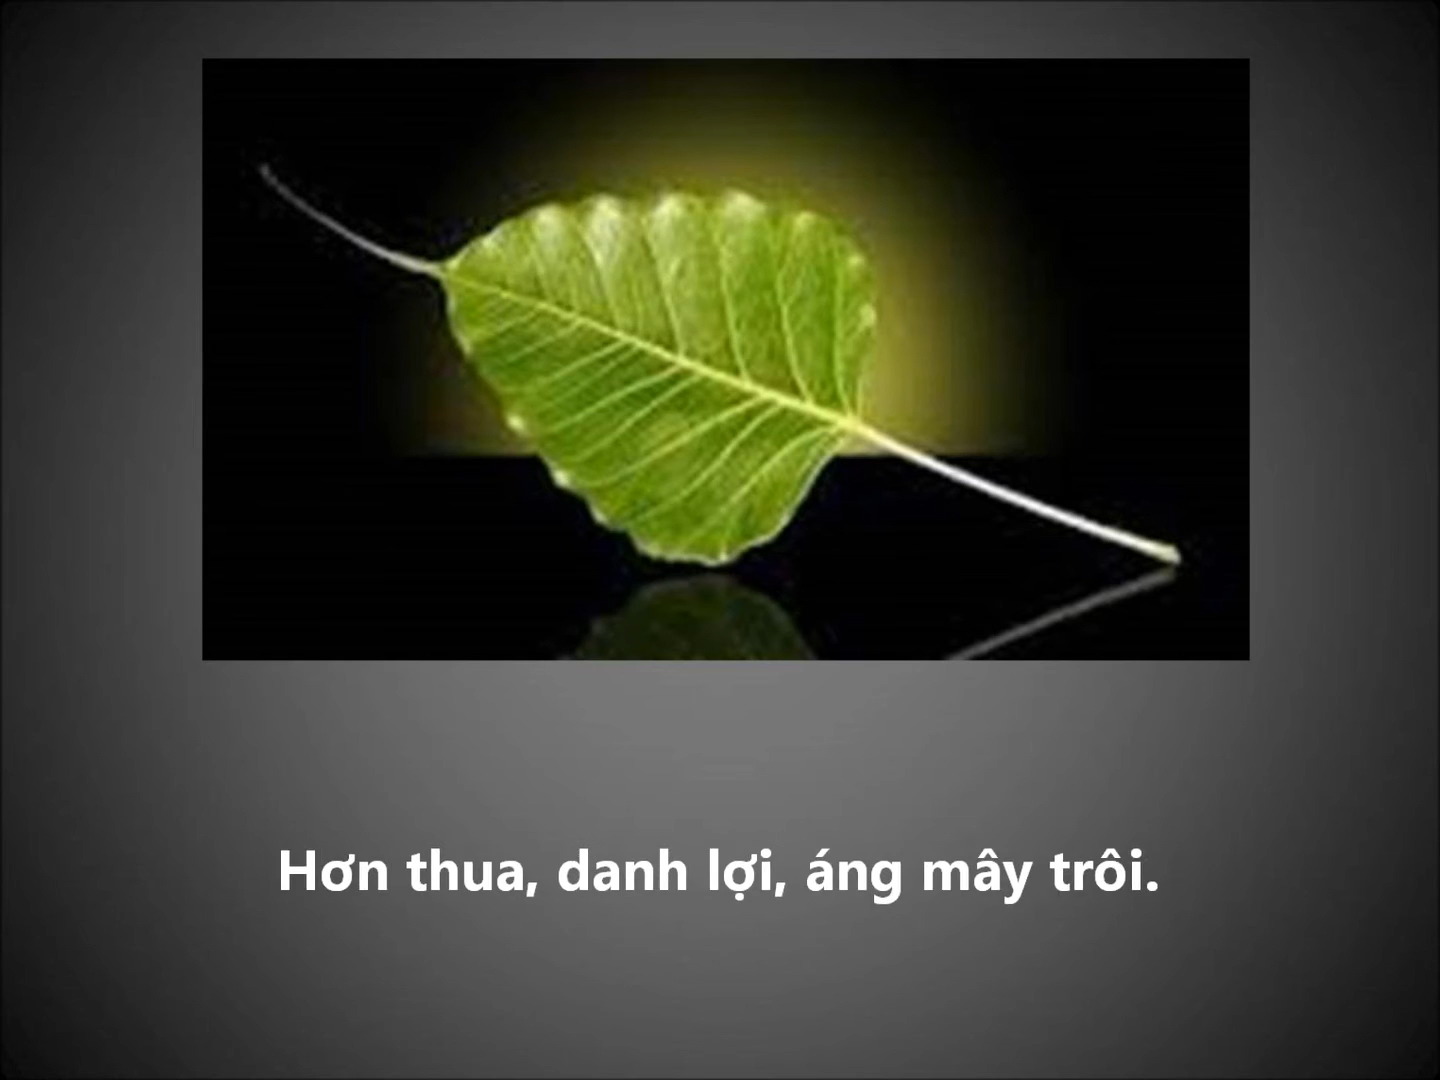 Hơn thua, danh lợi, áng mây trôi.